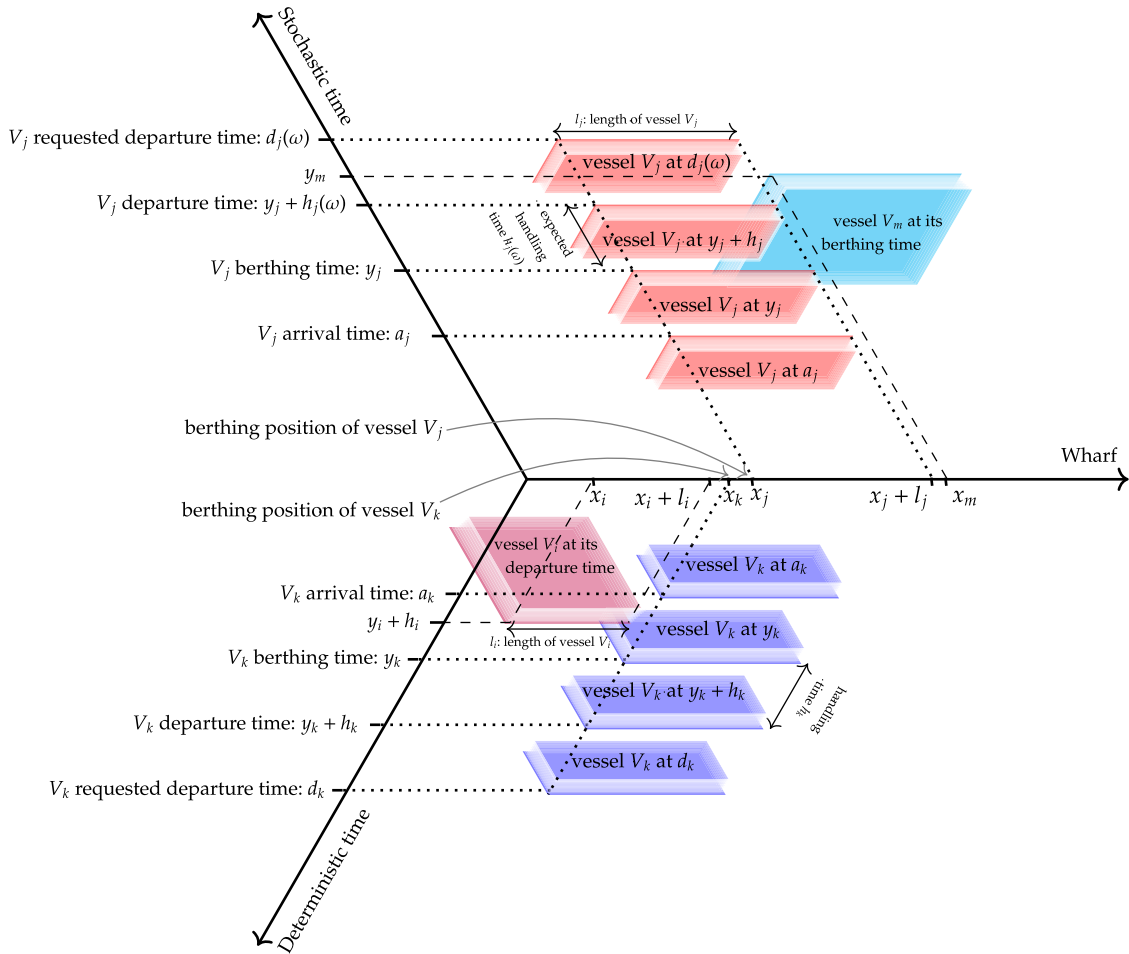 Stochastic time
l_j: length of vessel V_j
V_j requested departure time: d_j(ω)
vessel V_j at d_j(ω)
y_m
V_j departure time: y_j + h_j(ω)
expected
handling
time h_j(ω)
vessel V_j at y_j + h_j
vessel V_m at its
berthing time
V_j berthing time: y_j
vessel V_j at y_j
V_j arrival time: a_j
vessel V_j at a_j
berthing position of vessel V_j
Wharf
x_i
x_i + l_i
x_k
x_j
x_j + l_j
x_m
berthing position of vessel V_k
vessel V_i at its
departure time
vessel V_k at a_k
V_k arrival time: a_k
y_i + h_i
l_i: length of vessel V_i
vessel V_k at y_k
V_k berthing time: y_k
vessel V_k at y_k + h_k
handling
time h_k
V_k departure time: y_k + h_k
vessel V_k at d_k
V_k requested departure time: d_k
Deterministic time